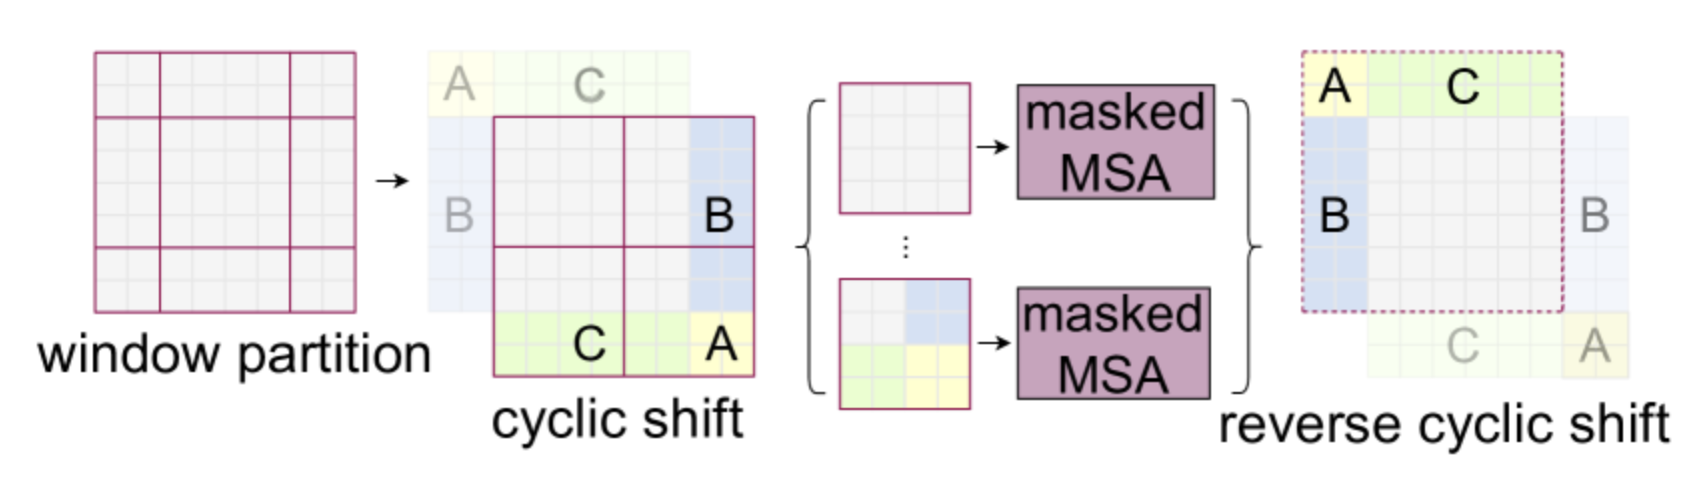 window partition
A
C
B
B
C
A
cyclic shift
masked
MSA
⋮
masked
MSA
A
C
B
B
C
A
reverse cyclic shift